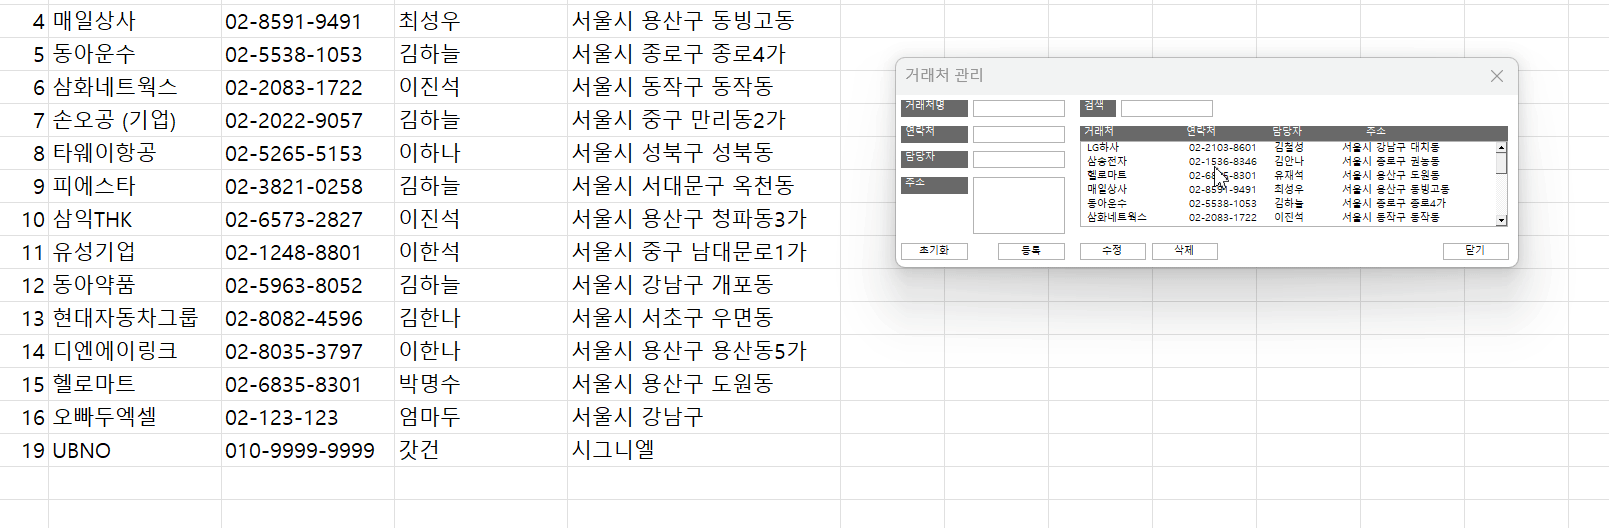 4 매일상사 02-8591-9491 최성우 서울시 용산구 동빙고동
5 동아운수 02-5538-1053 김하늘 서울시 종로구 종로4가
6 삼화네트웍스 02-2083-1722 이진석 서울시 동작구 동작동
7 손오공 (기업) 02-2022-9057 김하늘 서울시 중구 만리동2가
8 타웨이항공 02-5265-5153 이하나 서울시 성북구 성북동
9 피에스타 02-3821-0258 김하늘 서울시 서대문구 옥천동
10 삼익THK 02-6573-2827 이진석 서울시 용산구 청파동3가
11 유성기업 02-1248-8801 이한석 서울시 중구 남대문로1가
12 동아약품 02-5963-8052 김하늘 서울시 강남구 개포동
13 현대자동차그룹 02-8082-4596 김한나 서울시 서초구 우면동
14 디엔에이링크 02-8035-3797 이한나 서울시 용산구 용산동5가
15 헬로마트 02-6835-8301 박명수 서울시 용산구 도원동
16 오빠두엑셀 02-123-123 엄마두 서울시 강남구
19 UBNO 010-9999-9999 갓건 시그니엘
거래처 관리
거래처명
연락처
담당자
주소
검색
거래처 연락처 담당자 주소
LG하사 02-2103-8601 김철성 서울시 강남구 대치동
삼송전자 02-1536-8346 김안나 서울시 종로구 권농동
헬로마트 유재석 서울시 용산구 도원동
매일상사 02-8591-9491 최성우 서울시 용산구 동빙고동
동아운수 02-5538-1053 김하늘 서울시 종로구 종로4가
삼화네트웍스 02-2083-1722 이진석 서울시 동작구 동작동
초기화 등록 수정 삭제 닫기